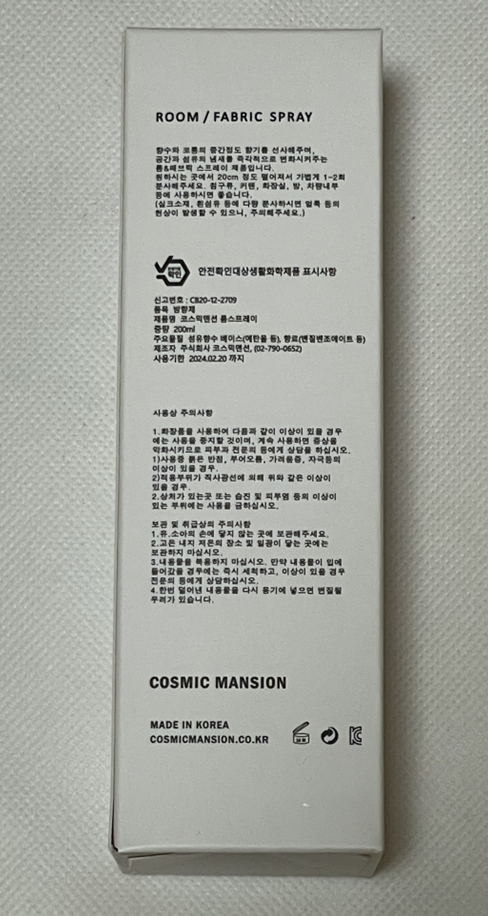 ROOM / FABRIC SPRAY
향수와 코롱의 중간정도 향기를 선사해주며,
공간과 섬유의 냄새를 즉각적으로 변화시켜주는
룸&패브릭 스프레이 제품입니다.
원하시는 곳에서 20cm 정도 떨어져서 가볍게 1~2회
분사해주세요. 침구류, 커텐, 화장실, 방, 차량내부
등에 사용하시면 좋습니다.
(실크소재, 흰섬유 등에 다량 분사하시면 얼룩 등의
현상이 발생할 수 있으니, 주의해주세요.)
확인
안전확인대상생활화학제품 표시사항
신고번호 : CB20-12-2709
품목 방향제
제품명 코스믹맨션 룸스프레이
중량 200ml
주요물질 섬유향수 베이스(에탄올 등), 향료(벤질벤조에이트 등)
제조자 주식회사 코스믹맨션, (02-790-0652)
사용기한 2024.02.20 까지
사용상 주의사항
1.화장품을 사용하여 다음과 같이 이상이 있을 경우
에는 사용을 중지할 것이며, 계속 사용하면 증상을
악화시키므로 피부과 전문의 등에게 상담을 하십시오.
1)사용중 붉은 반점, 부어오름, 가려움증, 자극등의
이상이 있을 경우.
2)적용부위가 직사광선에 의해 위와 같은 이상이
있을 경우.
2.상처가 있는곳 또는 습진 및 피부염 등의 이상이
있는 부위에는 사용을 금하십시오.
보관 및 취급상의 주의사항
1.유.소아의 손에 닿지 않는 곳에 보관해주세요.
2.고온 내지 저온의 장소 및 일광이 닿는 곳에는
보관하지 마십시오.
3.내용물을 복용하지 마십시오. 만약 내용물이 입에
들어갔을 경우에는 즉시 세척하고, 이상이 있을 경우
전문의 등에게 상담하십시오.
4.한번 덜어낸 내용물을 다시 용기에 넣으면 변질될
우려가 있습니다.
COSMIC MANSION
MADE IN KOREA
COSMICMANSION.CO.KR